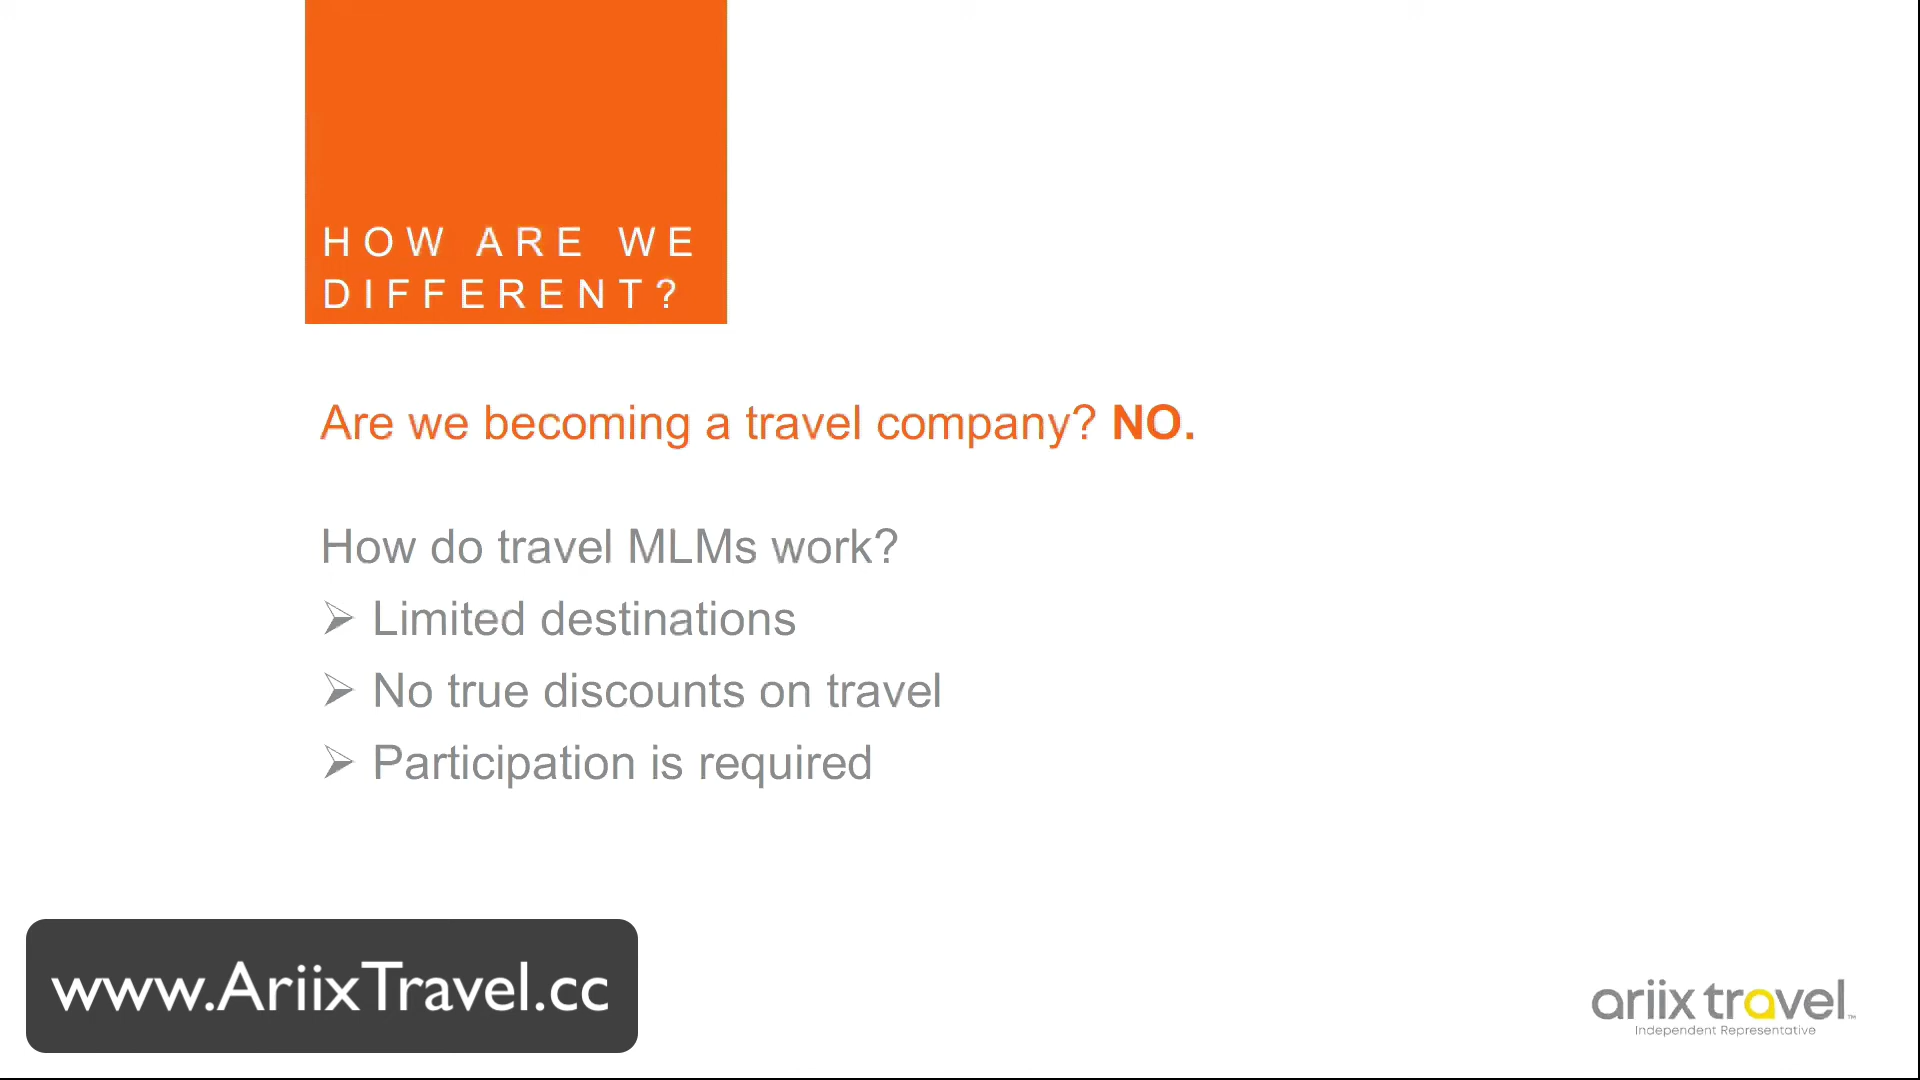 HOW ARE WE
DIFFERENT?
Are we becoming a travel company? NO.
How do travel MLMs work?
➢ Limited destinations
➢ No true discounts on travel
➢ Participation is required
www.AriixTravel.cc
ariix travel™
Independent Representative